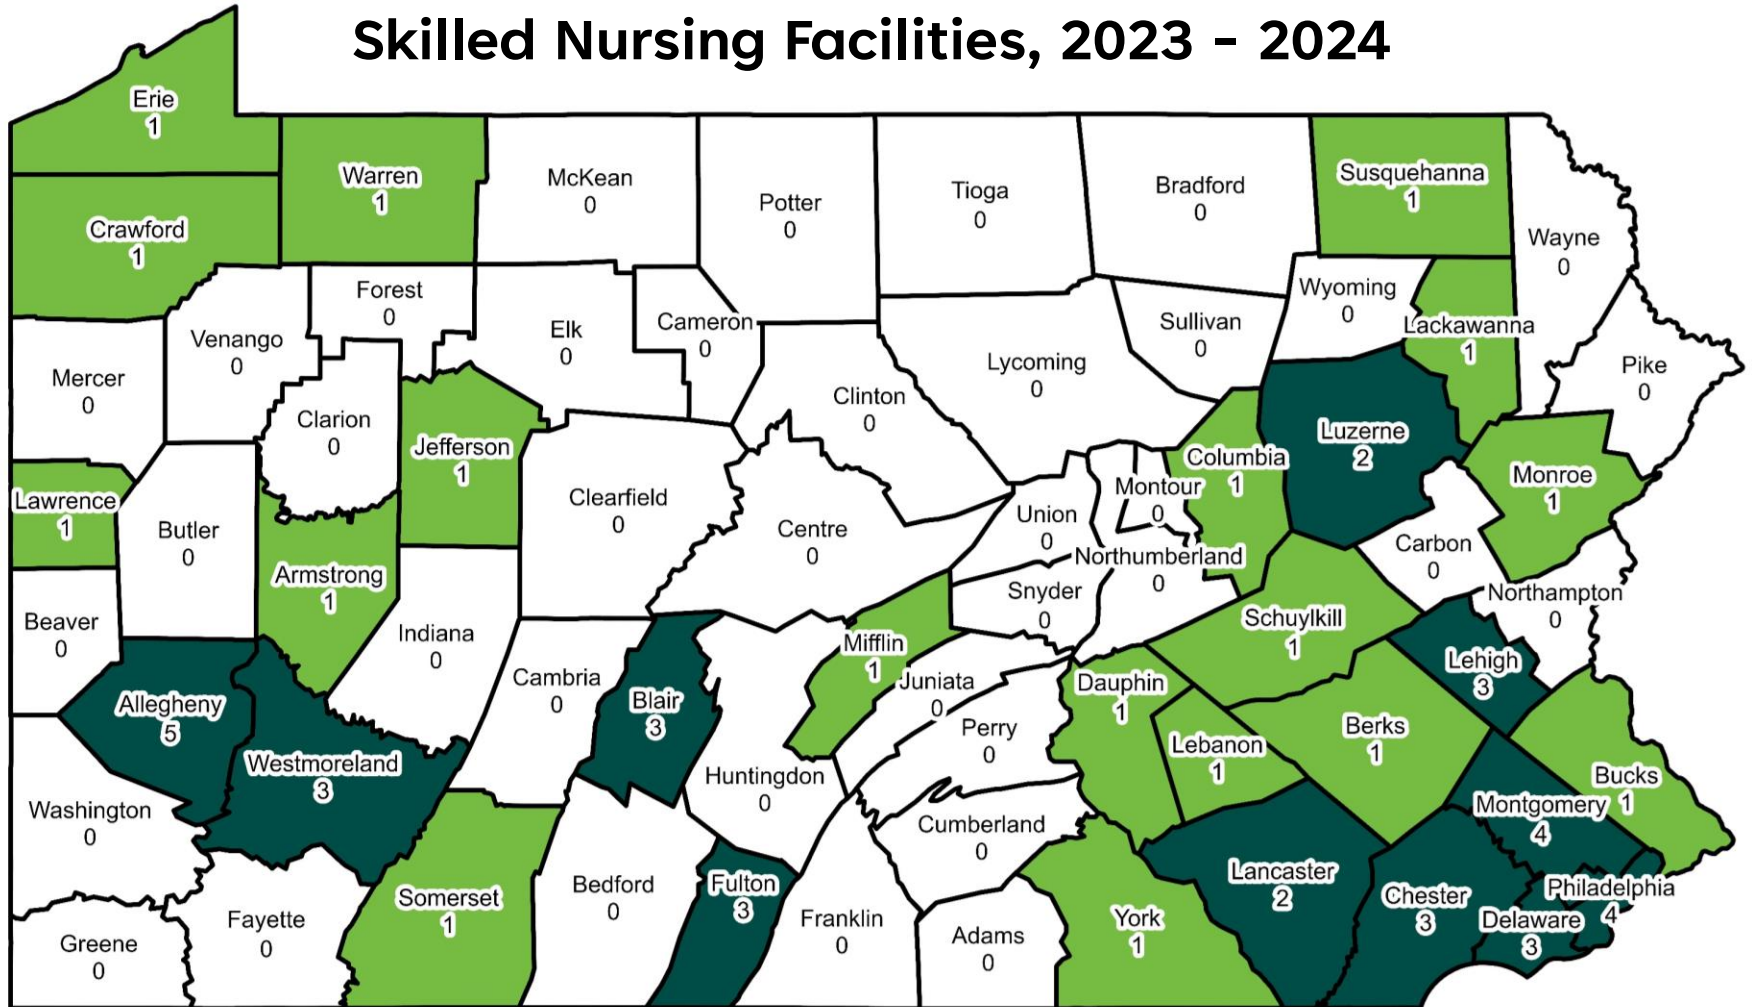 Skilled Nursing Facilities, 2023 - 2024
Erie
1
Warren
1
McKean
0
Potter
0
Tioga
0
Bradford
0
Susquehanna
1
Wayne
0
Crawford
1
Forest
0
Venango
0
Elk
0
Cameron
0
Wyoming
0
Sullivan
0
Lackawanna
1
Pike
0
Mercer
0
Clarion
0
Jefferson
1
Clinton
0
Lycoming
0
Luzerne
2
Columbia
1
Monroe
1
Lawrence
1
Butler
0
Clearfield
0
Centre
0
Montour
0
Union
0
Northumberland
0
Carbon
0
Armstrong
1
Snyder
0
Northampton
0
Beaver
0
Indiana
0
Schuylkill
1
Mifflin
1
Lehigh
3
Cambria
0
Juniata
0
Dauphin
1
Allegheny
5
Blair
3
Perry
0
Berks
1
Westmoreland
3
Lebanon
1
Huntingdon
0
Bucks
1
Washington
0
Montgomery
4
Cumberland
0
Lancaster
2
Bedford
0
Fulton
3
Philadelphia
4
Somerset
1
Chester
3
Fayette
0
Franklin
0
York
1
Delaware
3
Greene
0
Adams
0